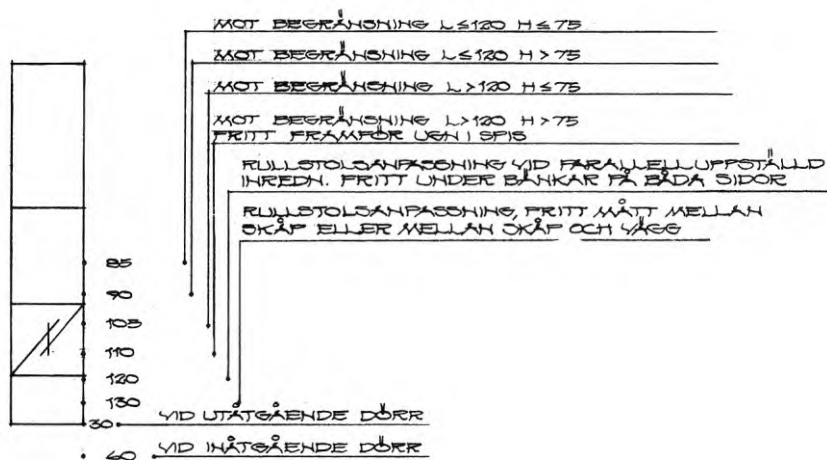 MOT BEGRÄNSNING L≤120 H≤75
MOT BEGRÄNSNING L≤120 H>75
MOT BEGRÄNSNING L>120 H≤75
MOT BEGRÄNSNING L>120 H>75
FRITT FRAMFÖR UGN I SPIS
RULLSTOLSANPASSNING VID PARALLELLUPPSTÄLLD
INREDN. FRITT UNDER BÄNKAR PÅ BÅDA SIDOR
RULLSTOLSANPASSNING, FRITT MÅTT MELLAN
SKÅP ELLER MELLAN SKÅP OCH VÄGG
85
90
105
110
120
130
30 VID UTÅTGÅENDE DÖRR
60 VID INÅTGÅENDE DÖRR